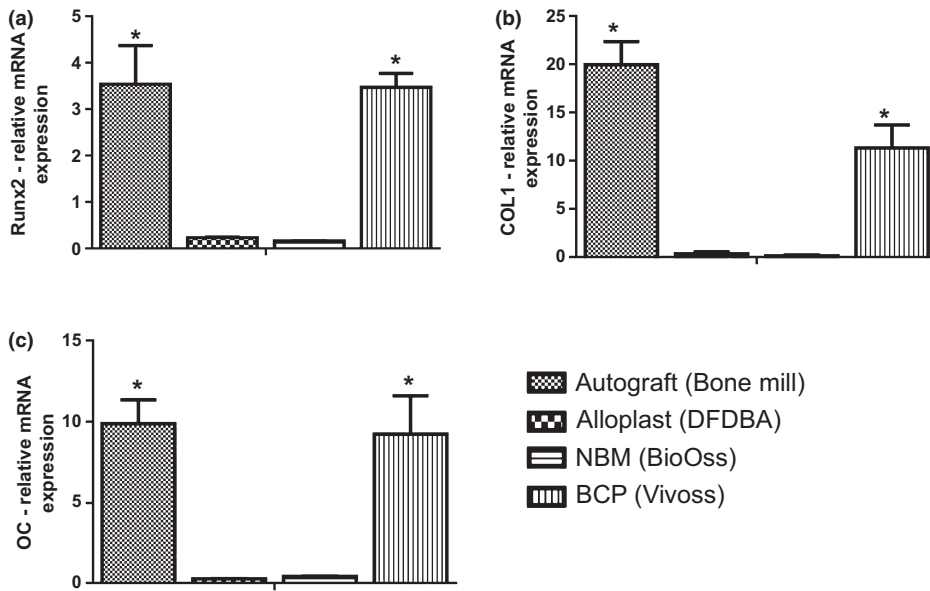 (a)
Runx2 - relative mRNA
expression
5
4
3
2
1
0
*
*
(b)
COL1 - relative mRNA
expression
25
20
15
10
5
0
*
*
(c)
OC - relative mRNA
expression
15
10
5
0
*
*
Autograft (Bone mill)
Alloplast (DFDBA)
NBM (BioOss)
BCP (Vivoss)